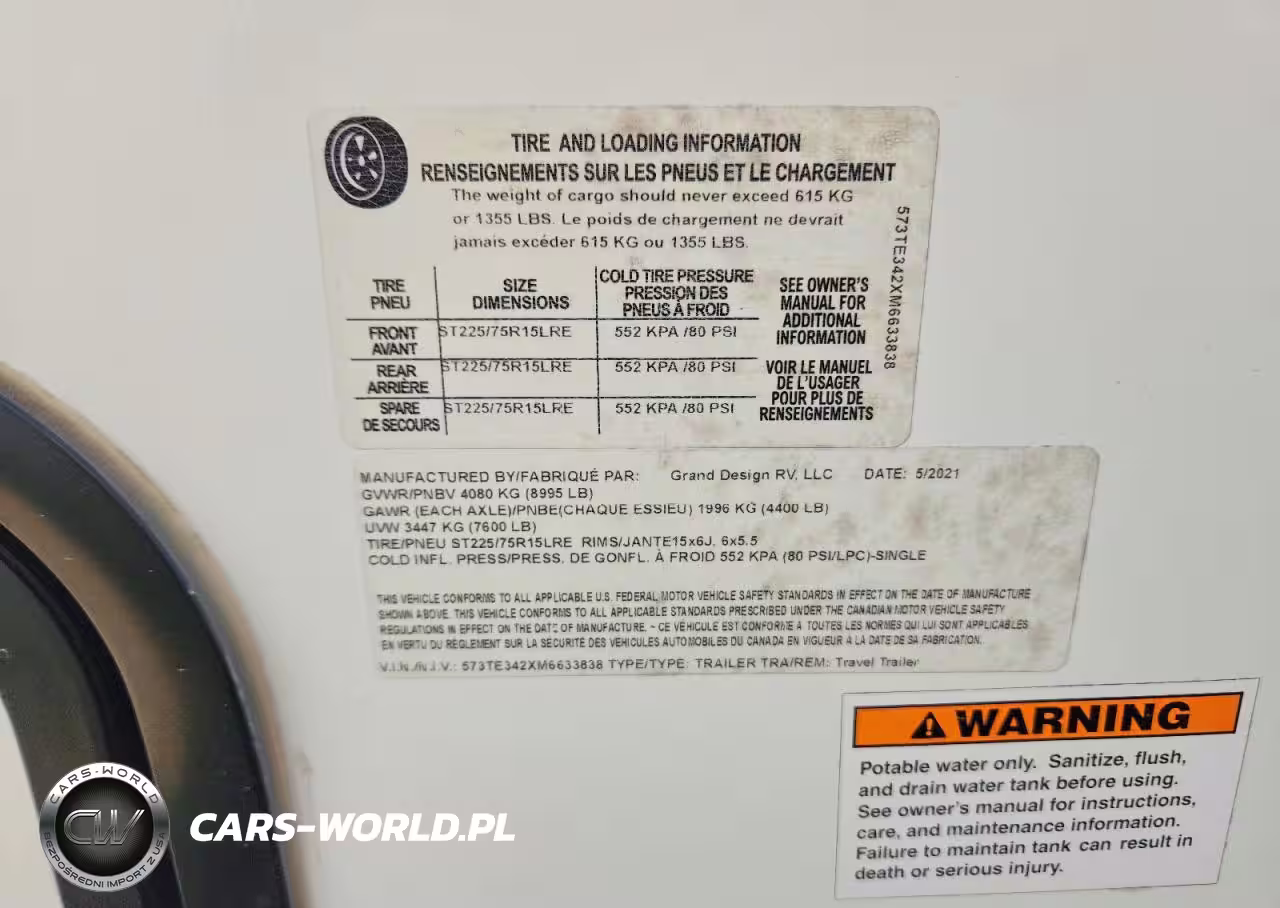 TIRE AND LOADING INFORMATION
RENSEIGNEMENTS SUR LES PNEUS ET LE CHARGEMENT
The weight of cargo should never exceed 615 KG
or 1355 LBS. Le poids de chargement ne devrait
jamais excéder 615 KG ou 1355 LBS.
573TE342XM6633838
TIRE
PNEU
SIZE
DIMENSIONS
COLD TIRE PRESSURE
PRESSION DES
PNEUS À FROID
SEE OWNER'S
MANUAL FOR
ADDITIONAL
INFORMATION
FRONT
AVANT
ST225/75R15LRE
552 KPA /80 PSI
REAR
ARRIÈRE
ST225/75R15LRE
552 KPA /80 PSI
VOIR LE MANUEL
DE L'USAGER
POUR PLUS DE
RENSEIGNEMENTS
SPARE
DE SECOURS
ST225/75R15LRE
552 KPA /80 PSI
MANUFACTURED BY/FABRIQUÉ PAR: Grand Design RV, LLC DATE: 5/2021
GVWR/PNBV 4080 KG (8995 LB)
GAWR (EACH AXLE)/PNBE(CHAQUE ESSIEU) 1996 KG (4400 LB)
UVW 3447 KG (7600 LB)
TIRE/PNEU ST225/75R15LRE RIMS/JANTE15x6J, 6x5.5
COLD INFL. PRESS/PRESS. DE GONFL. À FROID 552 KPA (80 PSI/LPC)-SINGLE
THIS VEHICLE CONFORMS TO ALL APPLICABLE U.S. FEDERAL MOTOR VEHICLE SAFETY STANDARDS IN EFFECT ON THE DATE OF MANUFACTURE
SHOWN ABOVE. THIS VEHICLE CONFORMS TO ALL APPLICABLE STANDARDS PRESCRIBED UNDER THE CANADIAN MOTOR VEHICLE SAFETY
REGULATIONS IN EFFECT ON THE DATE OF MANUFACTURE. ~ CE VÉHICULE EST CONFORME A TOUTES LES NORMES QUI LUI SONT APPLICABLES
EN VERTU DU RÈGLEMENT SUR LA SÉCURITÉ DES VÉHICULES AUTOMOBILES DU CANADA EN VIGUEUR A LA DATE DE SA FABRICATION.
V.I.N./N.I.V.: 573TE342XM6633838 TYPE/TYPE: TRAILER TRA/REM: Travel Trailer
WARNING
Potable water only. Sanitize, flush,
and drain water tank before using.
See owner's manual for instructions,
care, and maintenance information.
Failure to maintain tank can result in
death or serious injury.
CARS-WORLD
CW
BEZPOŚREDNI IMPORT Z USA
CARS-WORLD.PL